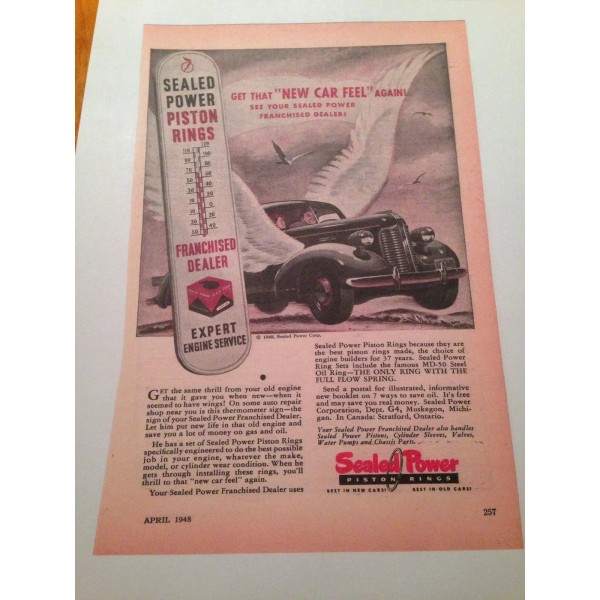 SEALED
POWER
PISTON
RINGS
FRANCHISED
DEALER
EXPERT
ENGINE SERVICE
GET THAT "NEW CAR FEEL" AGAIN!
SEE YOUR SEALED POWER
FRANCHISED DEALER!
© 1948, Sealed Power Corp.
GET the same thrill from your old engine
that it gave you when new—when it
seemed to have wings! On some auto repair
shop near you is this thermometer sign—the
sign of your Sealed Power Franchised Dealer.
Let him put new life in that old engine and
save you a lot of money on gas and oil.
He has a set of Sealed Power Piston Rings
specifically engineered to do the best possible
job in your engine, whatever the make,
model, or cylinder wear condition. When he
gets through installing these rings, you'll
thrill to that "new car feel" again.
Your Sealed Power Franchised Dealer uses
Sealed Power Piston Rings because they are
the best piston rings made, the choice of
engine builders for 37 years. Sealed Power
Ring Sets include the famous MD-50 Steel
Oil Ring—THE ONLY RING WITH THE
FULL FLOW SPRING.
Send a postal for illustrated, informative
new booklet on 7 ways to save oil. It's free
and may save you real money. Sealed Power
Corporation, Dept. G4, Muskegon, Michi-
gan. In Canada: Stratford, Ontario.
Your Sealed Power Franchised Dealer also handles
Sealed Power Pistons, Cylinder Sleeves, Valves,
Water Pumps and Chassis Parts.
Sealed Power
PISTON RINGS
BEST IN NEW CARS! BEST IN OLD CARS!
APRIL 1948
257